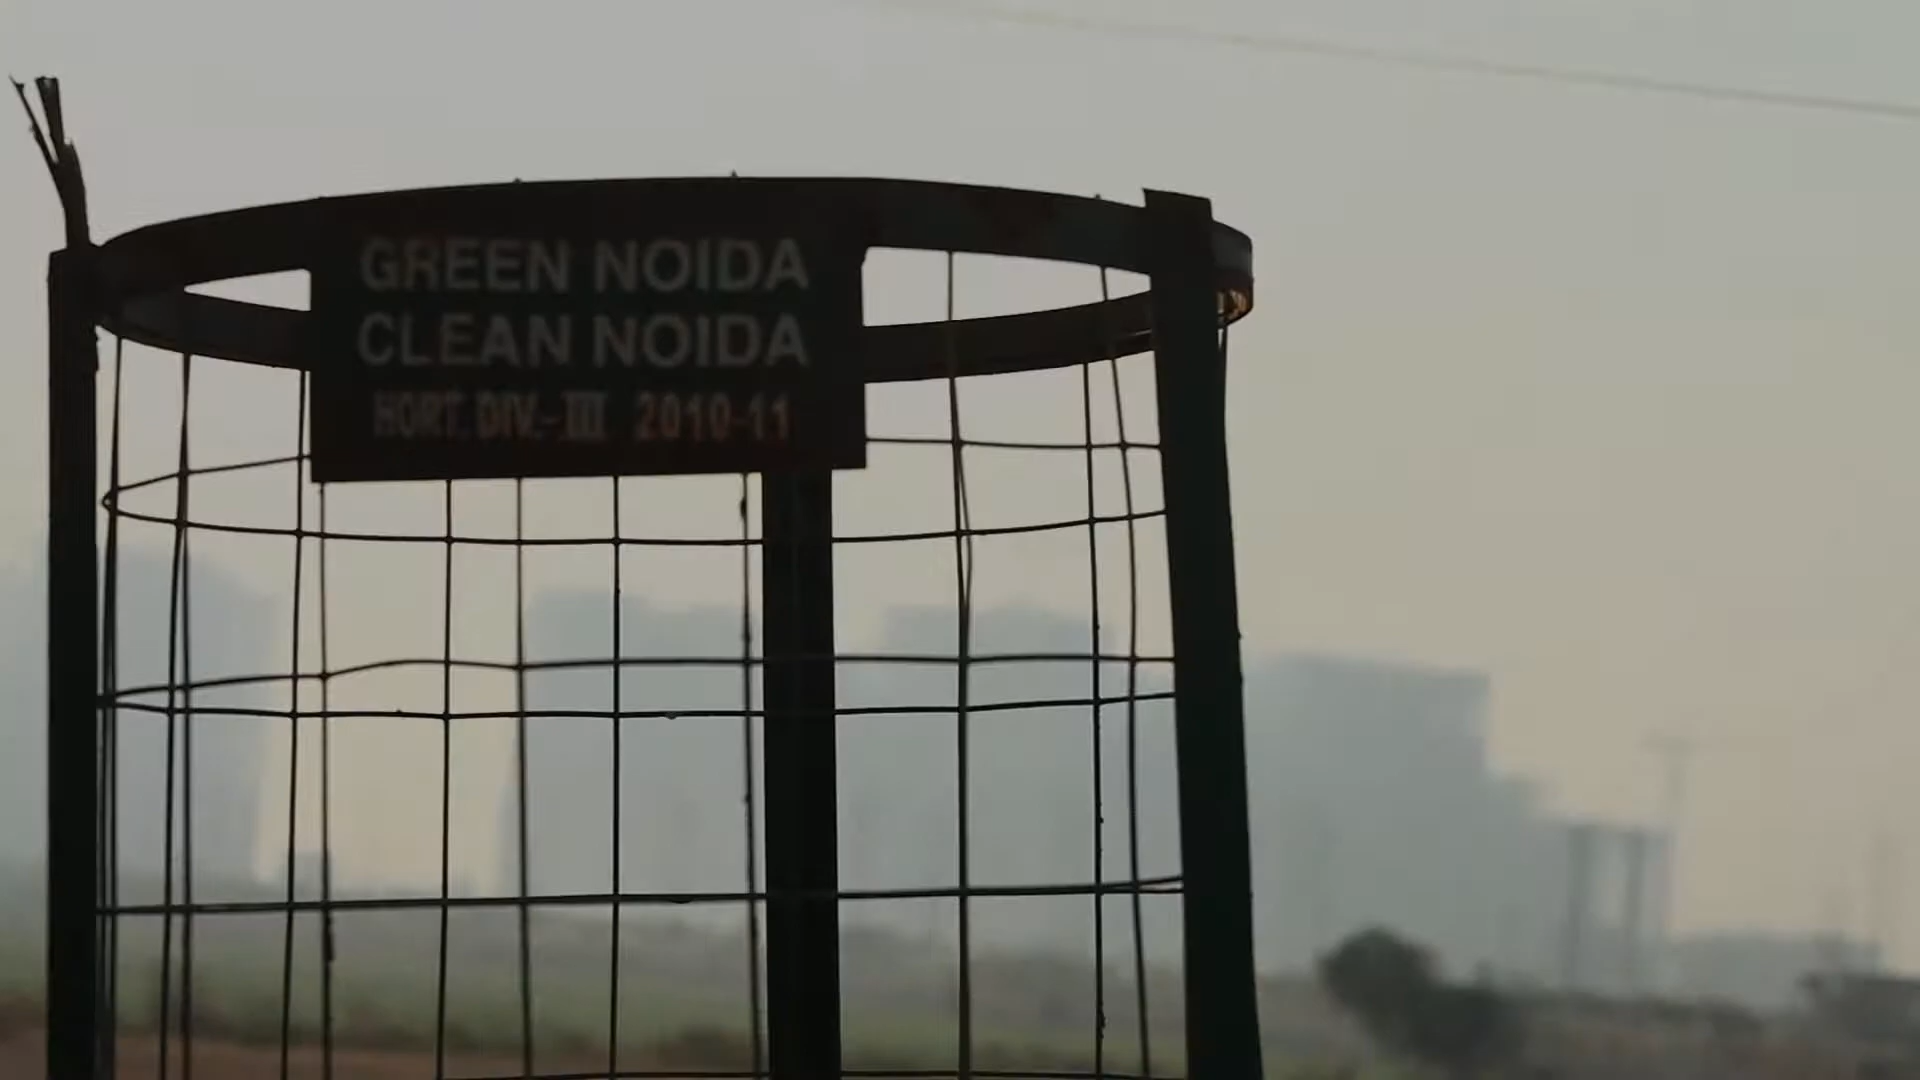 GREEN NOIDA
CLEAN NOIDA
HORT. DIV.-III 2010-11